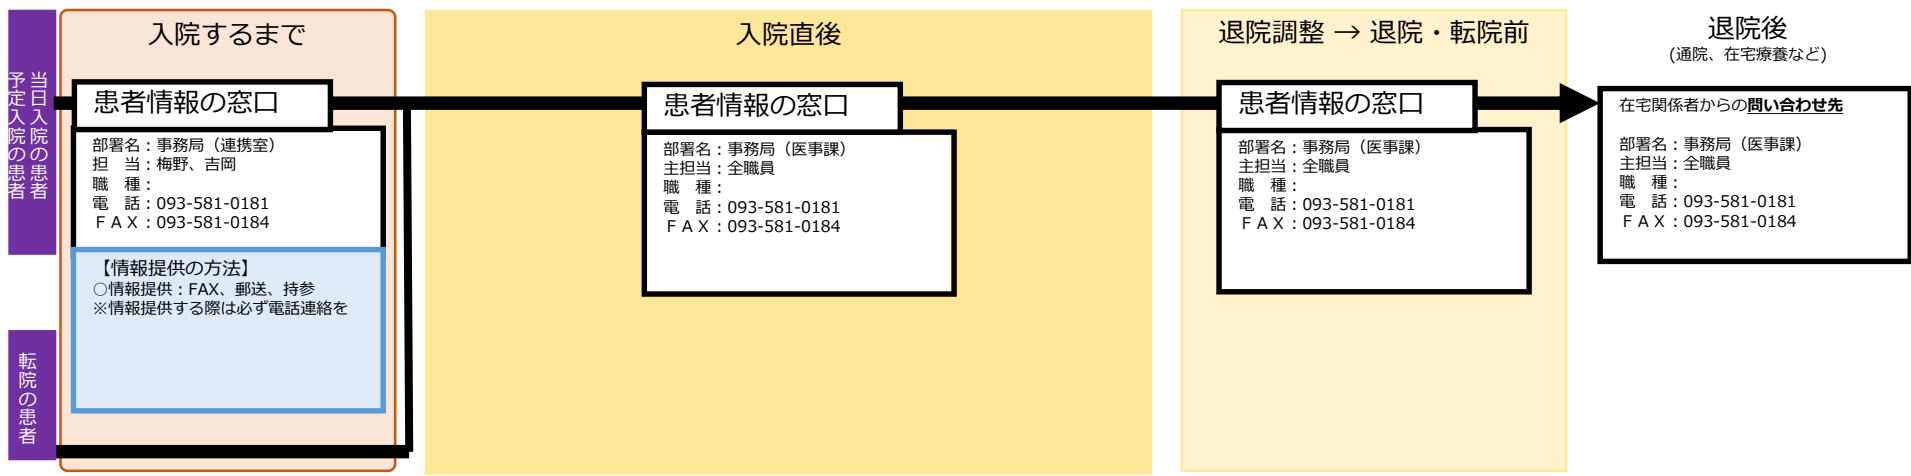 当日入院の患者
予定入院の患者
転院の患者
入院するまで
患者情報の窓口
部署名：事務局（連携室）
担　当：梅野、吉岡
職　種：
電　話：093-581-0181
ＦＡＸ：093-581-0184
【情報提供の方法】
○情報提供：FAX、郵送、持参
※情報提供する際は必ず電話連絡を
入院直後
患者情報の窓口
部署名：事務局（医事課）
主担当：全職員
職　種：
電　話：093-581-0181
ＦＡＸ：093-581-0184
退院調整 → 退院・転院前
患者情報の窓口
部署名：事務局（医事課）
主担当：全職員
職　種：
電　話：093-581-0181
ＦＡＸ：093-581-0184
退院後
(通院、在宅療養など)
在宅関係者からの問い合わせ先
部署名：事務局（医事課）
主担当：全職員
職　種：
電　話：093-581-0181
ＦＡＸ：093-581-0184